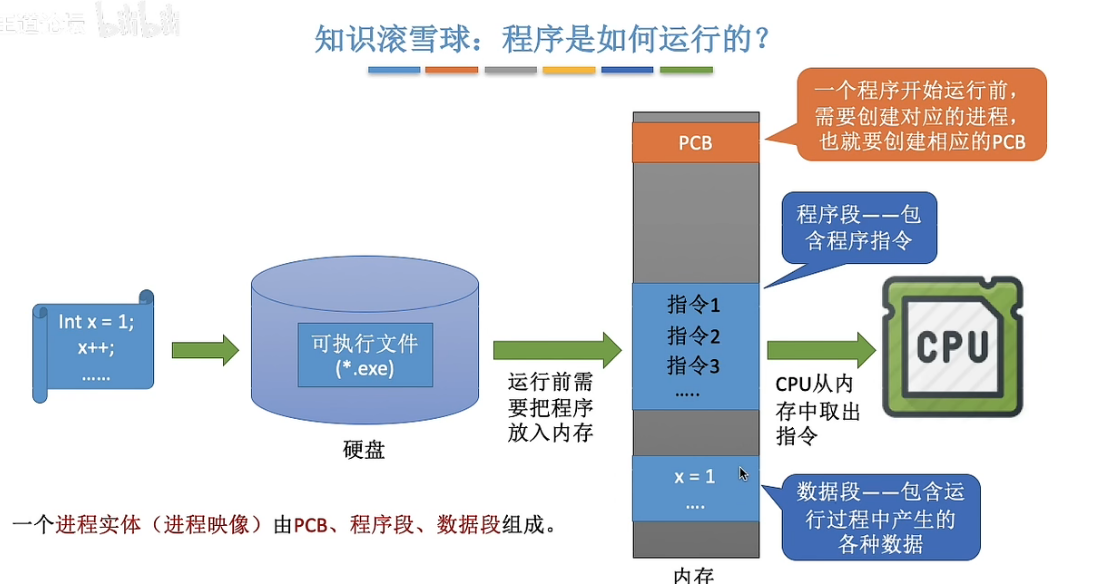 王道论坛 bilibili
知识滚雪球：程序是如何运行的？
一个程序开始运行前，
需要创建对应的进程，
也就要创建相应的PCB
PCB
程序段——包
含程序指令
Int x = 1;
x++;
......
可执行文件
(*.exe)
硬盘
运行前需
要把程序
放入内存
指令1
指令2
指令3
.....
CPU从内
存中取出
指令
CPU
x = 1
....
数据段——包含运
行过程中产生的
各种数据
一个进程实体（进程映像）由PCB、程序段、数据段组成。
内存